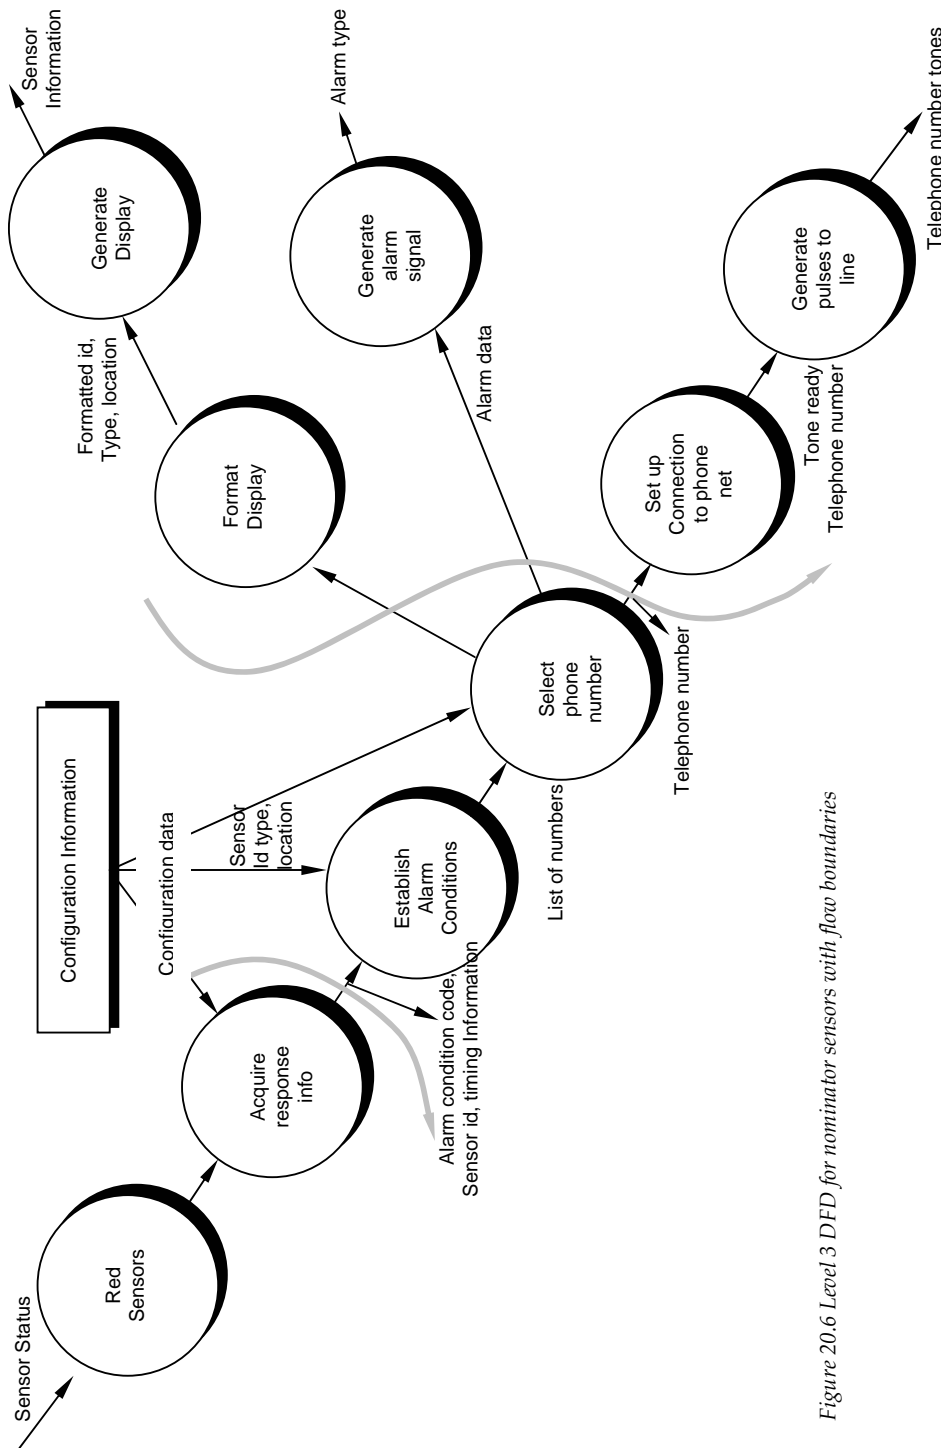 Sensor Status
Red
Sensors
Acquire
response
info
Configuration Information
Configuration data
Sensor
Id type,
location
Alarm condition code,
Sensor id, timing Information
Establish
Alarm
Conditions
List of numbers
Select
phone
number
Telephone number
Format
Display
Formatted id,
Type, location
Generate
Display
Sensor
Information
Alarm data
Generate
alarm
signal
Alarm type
Set up
Connection
to phone
net
Tone ready
Telephone number
Generate
pulses to
line
Telephone number tones
Figure 20.6 Level 3 DFD for nominator sensors with flow boundaries